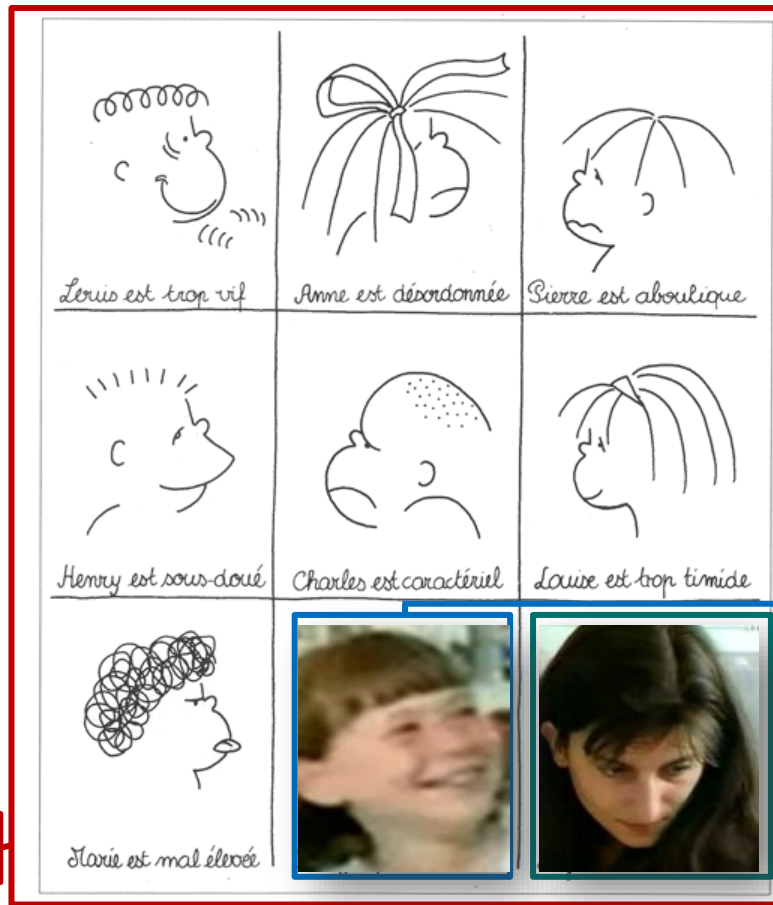 Louis est trop vif
Anne est désordonnée
Pierre est aboulique
Henry est sous-doué
Charles est caractériel
Louise est trop timide
Marie est mal élevée